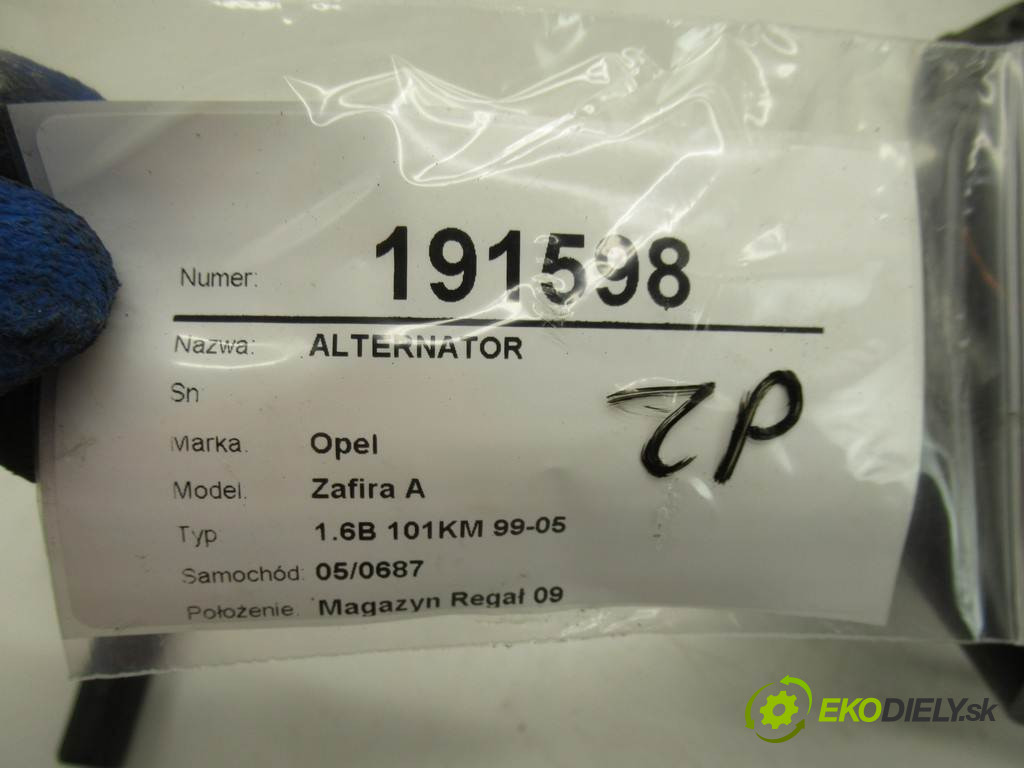 Numer: 191598
Nazwa: ALTERNATOR
Sn
Marka. Opel
Model. Zafira A
Typ 1.6B 101KM 99-05
Samochód: 05/0687
Położenie. Magazyn Regał 09
ZP
EKODIELY.sk